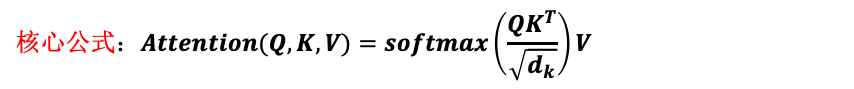 核心公式：Attention(Q, K, V) = softmax(QK^T / √d_k)V